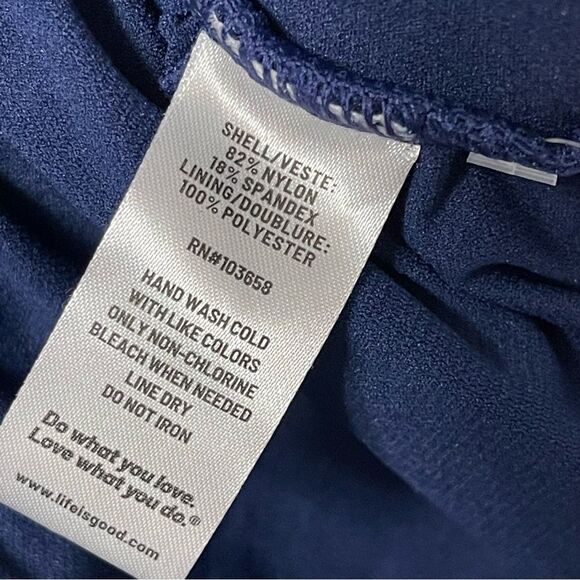 SHELL/VESTE:
82% NYLON
18% SPANDEX
LINING/DOUBLURE:
100% POLYESTER
RN#103658
HAND WASH COLD
WITH LIKE COLORS
ONLY NON-CHLORINE
BLEACH WHEN NEEDED
LINE DRY
DO NOT IRON
Do what you love.
Love what you do.®
www.lifeisgood.com